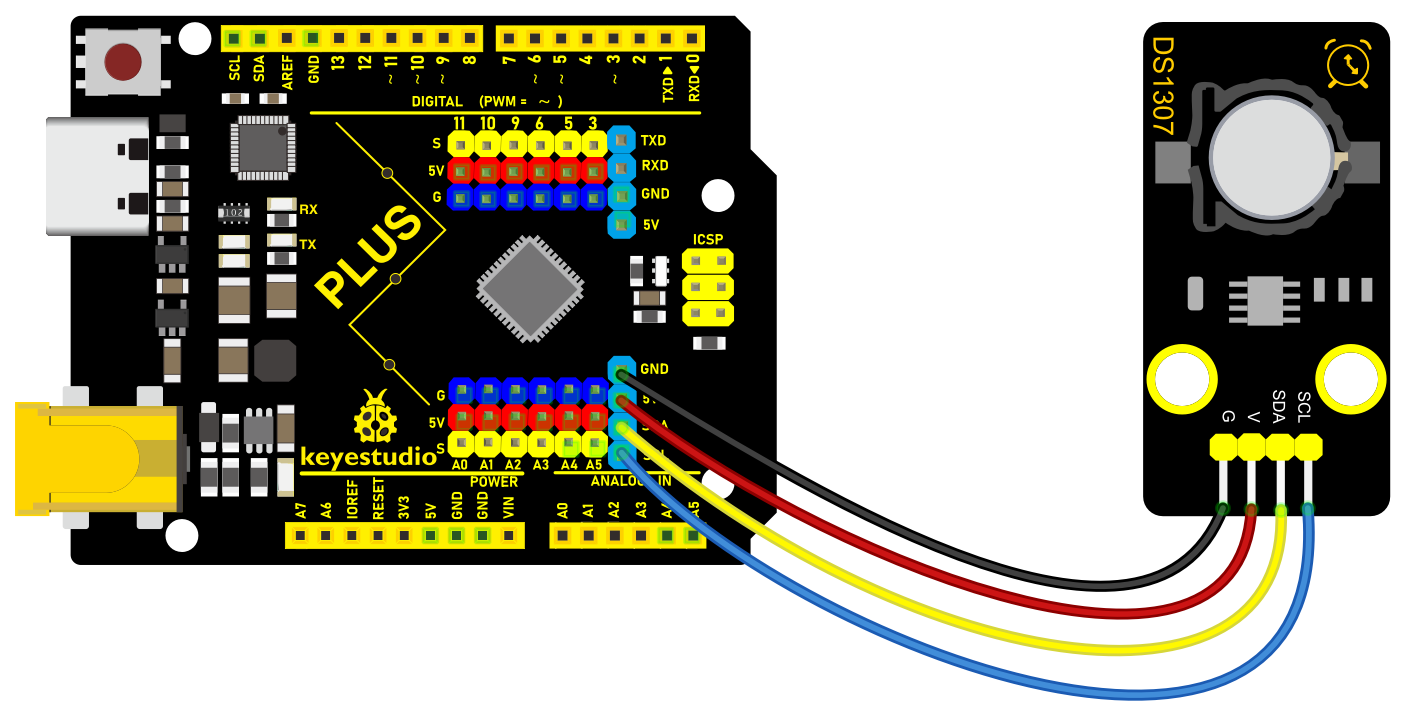 SCL SDA AREF GND 13 12 ~11 ~10 ~9 8
7 ~6 ~5 4 ~3 2 TXD▶1 RXD◀0
DIGITAL (PWM = ~ )
11 10 9 6 5 3
S
5V
G
TXD
RXD
GND
5V
ICSP
102
RX
TX
PLUS
GND
G
5V
S
A0 A1 A2 A3 A4 A5
keyestudio
POWER
ANALOG IN
A7 A6 IOREF RESET 3V3 5V GND GND VIN
A0 A1 A2 A3 A4 A5
DS1307
G V SDA SCL